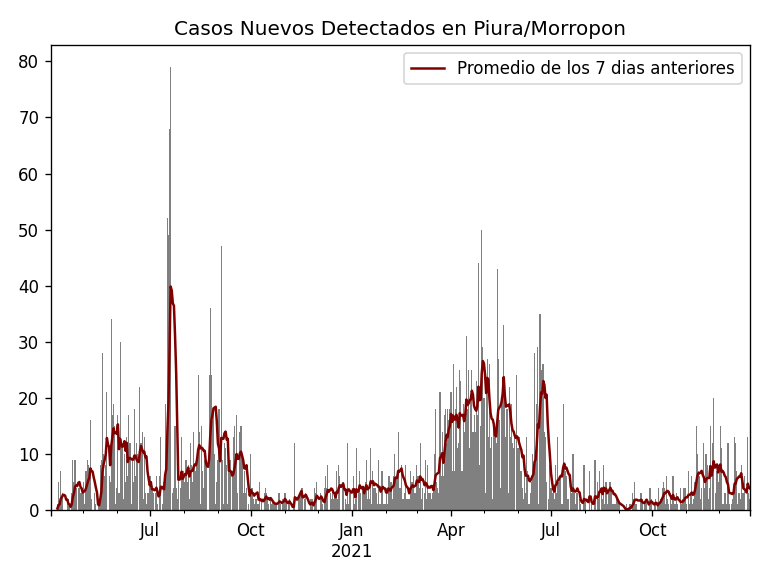 Casos Nuevos Detectados en Piura/Morropon
Promedio de los 7 dias anteriores
80
70
60
50
40
30
20
10
0
Jul
Oct
Jan
2021
Apr
Jul
Oct